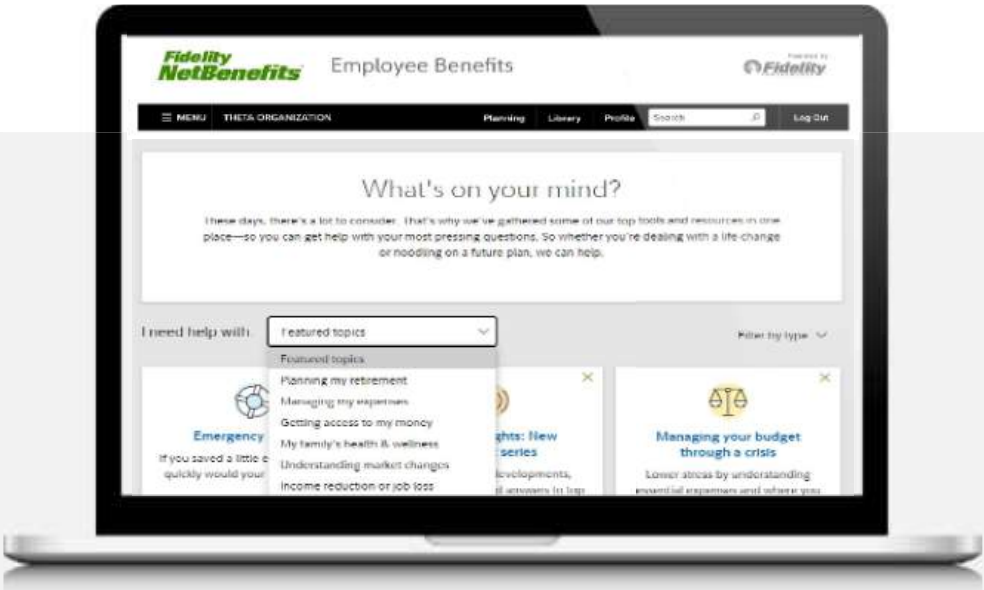 Fidelity
NetBenefits
Employee Benefits
Fidelity
MENU THETA ORGANIZATION Planning Library Profile Search Log Out
What's on your mind?
These days, there's a lot to consider. That's why we've gathered some of our top tools and resources in one
place—so you can get help with your most pressing questions. So whether you're dealing with a life change
or noodling on a future plan, we can help.
I need help with Featured topics Filter by type
Featured topics
Planning my retirement
Managing my expenses
Getting access to my money
My family's health & wellness
Understanding market changes
Income reduction or job loss
Emergency
If you saved a little e
quickly would your
ghts: New
series
developments,
d answers to top
Managing your budget
through a crisis
Lower stress by understanding
essential expenses and where you